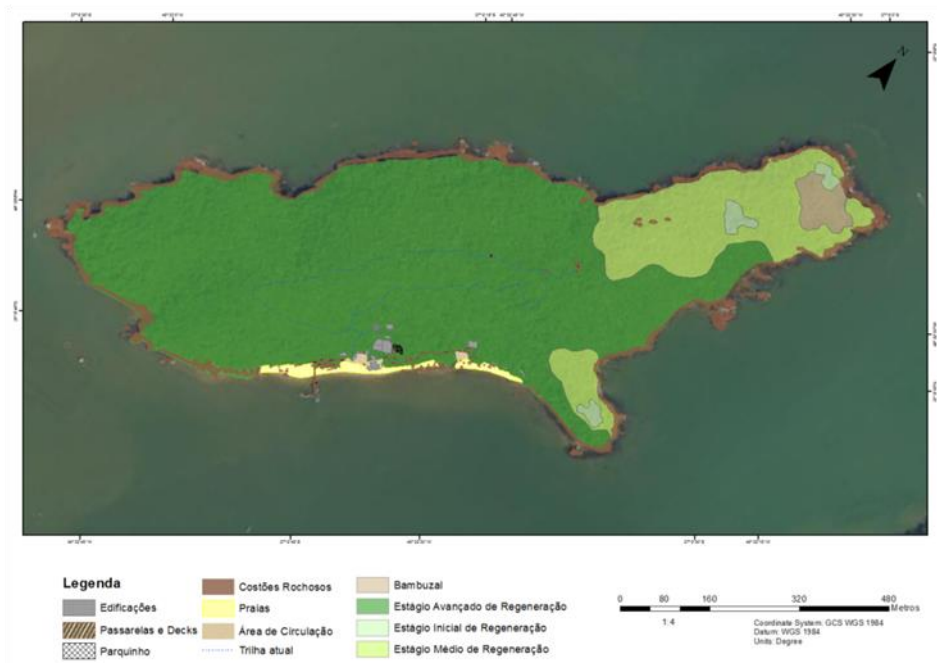 N
Legenda
Edificações
Passarelas e Decks
Parquinho
Costões Rochosos
Praias
Área de Circulação
Trilha atual
Bambuzal
Estágio Avançado de Regeneração
Estágio Inicial de Regeneração
Estágio Médio de Regeneração
0 80 160 320 480
Metros
1:4
Coordinate System: GCS WGS 1984
Datum: WGS 1984
Units: Degree